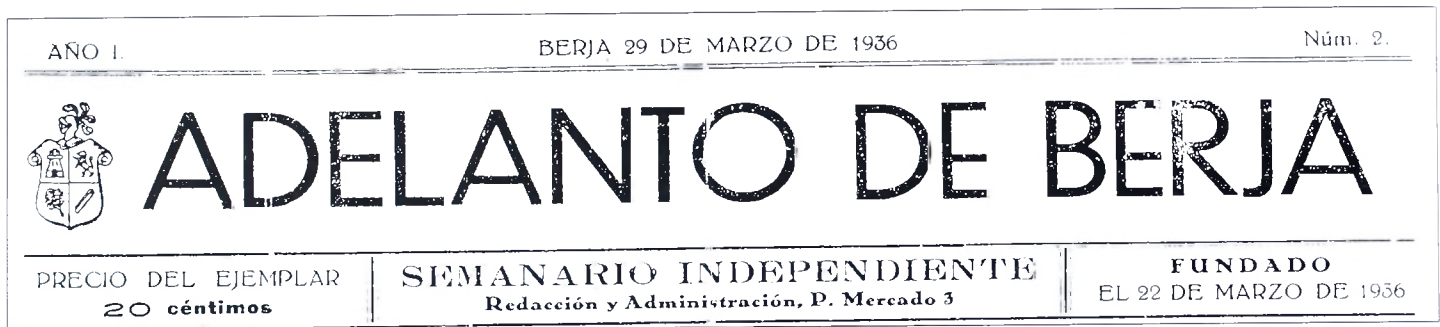 AÑO I.
BERJA 29 DE MARZO DE 1936
Núm. 2.
ADELANTO DE BERJA
PRECIO DEL EJEMPLAR
20 céntimos
SEMANARIO INDEPENDIENTE
Redacción y Administración, P. Mercado 3
FUNDADO
EL 22 DE MARZO DE 1936